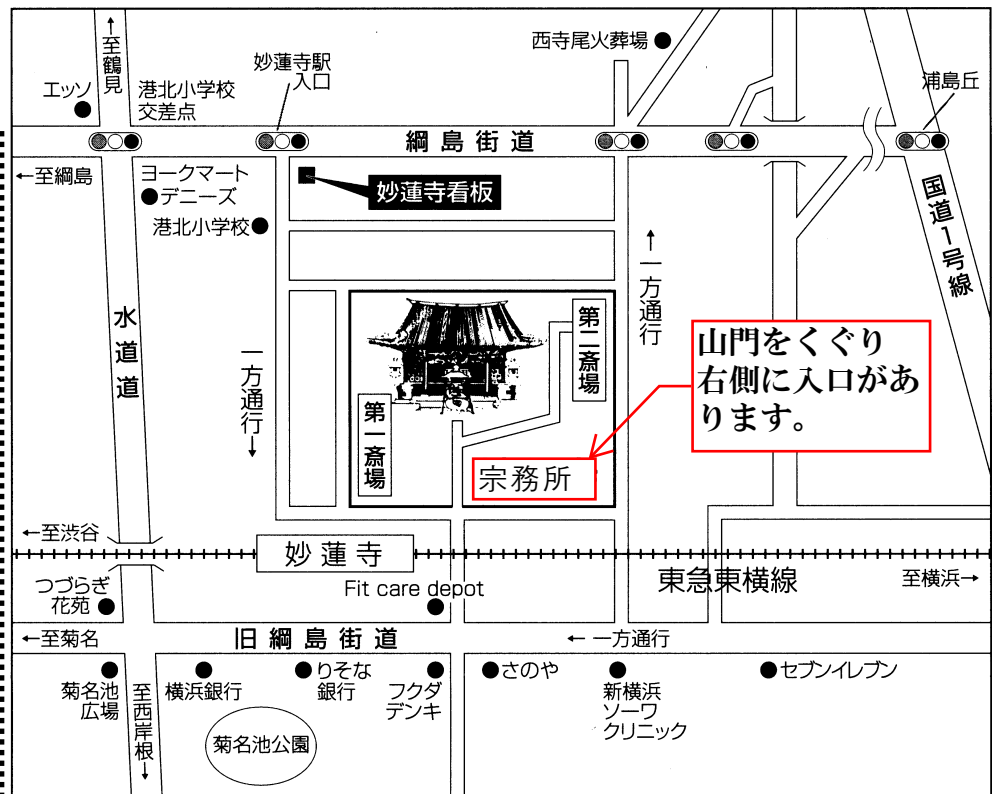 ↑至鶴見
エッソ
港北小学校
交差点
妙蓮寺駅
入口
西寺尾火葬場
浦島丘
綱島街道
←至綱島
ヨークマート
デニーズ
妙蓮寺看板
港北小学校
国道1号線
水道道
一方通行↓
←一方通行
第二斎場
第一斎場
山門をくぐり
右側に入口があ
ります。
宗務所
←至渋谷
妙蓮寺
東急東横線
至横浜→
つづらぎ
花苑
Fit care depot
←至菊名
旧綱島街道
← 一方通行
菊名池
広場
至西岸根→
横浜銀行
りそな
銀行
フクダ
デンキ
さのや
新横浜
ソーワ
クリニック
セブンイレブン
菊名池公園